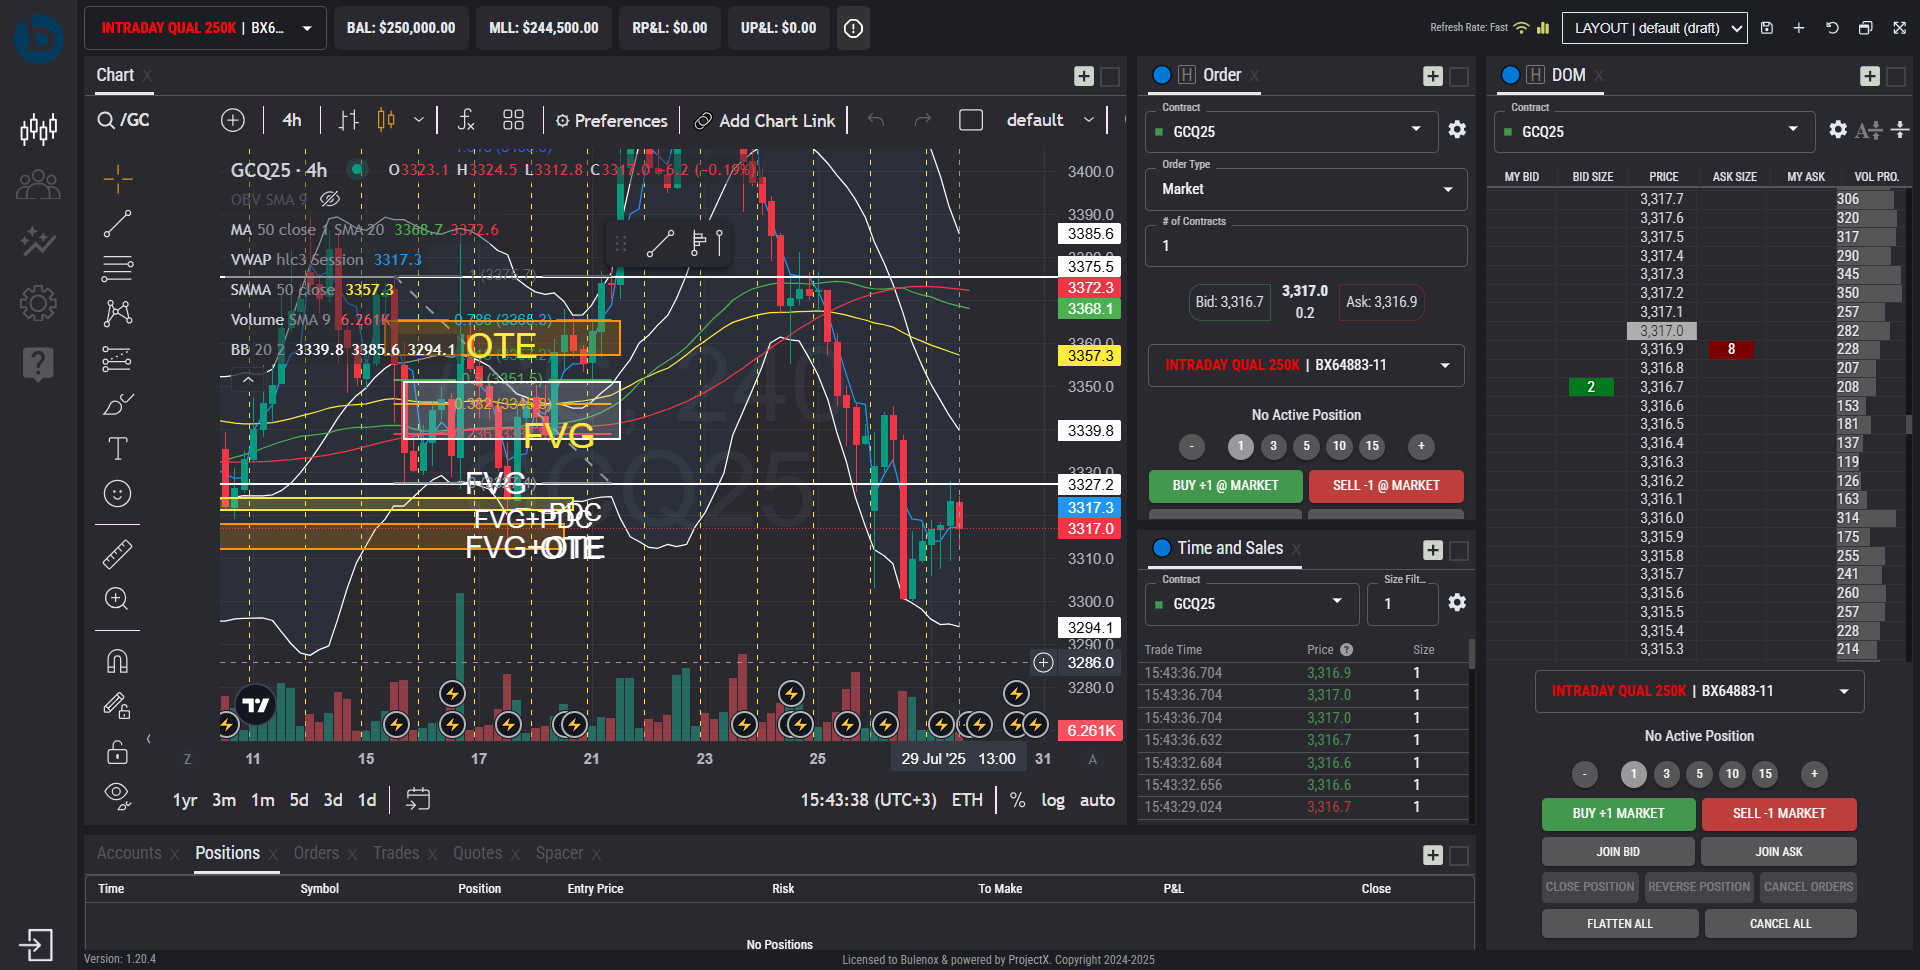 INTRADAY QUAL 250K | BX6...
BAL: $250,000.00
MLL: $244,500.00
RP&L: $0.00
UP&L: $0.00
Refresh Rate: Fast
LAYOUT | default (draft)
Chart X
/GC
4h
Preferences
Add Chart Link
default
GCQ25 · 4h
O3323.1 H3324.5 L3312.8 C3317.0 −6.2 (−0.19%)
OBV SMA 9
MA 50 close 1 SMA 20 3368.7 3372.6
VWAP hlc3 Session 3317.3
SMMA 50 close 3357.3
Volume SMA 9 6.261K
BB 20 2 3339.8 3385.6 3294.1
1 (3375.7)
0.786 (3365.3)
0.5 (3351.5)
OTE
FVG
FVG
PDC
FVG+PDC
FVG+OTE
OTE
GCQ25
3400.0
3390.0
3385.6
3375.5
3372.3
3368.1
3360.0
3357.3
3350.0
3339.8
3330.0
3327.2
3317.3
3317.0
3310.0
3300.0
3294.1
3290.0
3286.0
3280.0
6.261K
Z
11
15
17
21
23
25
29 Jul '25 13:00
31
A
1yr 3m 1m 5d 3d 1d
15:43:38 (UTC+3) ETH % log auto
H Order X
Contract
GCQ25
Order Type
Market
# of Contracts
1
Bid: 3,316.7
3,317.0
0.2
Ask: 3,316.9
INTRADAY QUAL 250K | BX64883-11
No Active Position
- 1 3 5 10 15 +
BUY +1 @ MARKET
SELL -1 @ MARKET
Time and Sales X
Contract
GCQ25
Size Filt...
1
Trade Time Price ? Size
15:43:36.704 3,316.9 1
15:43:36.704 3,317.0 1
15:43:36.704 3,317.0 1
15:43:36.632 3,316.7 1
15:43:32.684 3,316.6 1
15:43:32.656 3,316.6 1
15:43:29.024 3,316.7 1
H DOM X
Contract
GCQ25
MY BID BID SIZE PRICE ASK SIZE MY ASK VOL PRO.
3,317.7 306
3,317.6 320
3,317.5 317
3,317.4 290
3,317.3 345
3,317.2 350
3,317.1 257
3,317.0 282
3,316.9 8 228
3,316.8 207
2 3,316.7 208
3,316.6 153
3,316.5 181
3,316.4 137
3,316.3 119
3,316.2 126
3,316.1 163
3,316.0 314
3,315.9 175
3,315.8 255
3,315.7 241
3,315.6 260
3,315.5 257
3,315.4 228
3,315.3 214
INTRADAY QUAL 250K | BX64883-11
No Active Position
- 1 3 5 10 15 +
BUY +1 MARKET
SELL -1 MARKET
JOIN BID
JOIN ASK
CLOSE POSITION
REVERSE POSITION
CANCEL ORDERS
FLATTEN ALL
CANCEL ALL
Accounts X Positions X Orders X Trades X Quotes X Spacer X
Time Symbol Position Entry Price Risk To Make P&L Close
No Positions
Version: 1.20.4
Licensed to Bulenox & powered by ProjectX. Copyright 2024-2025